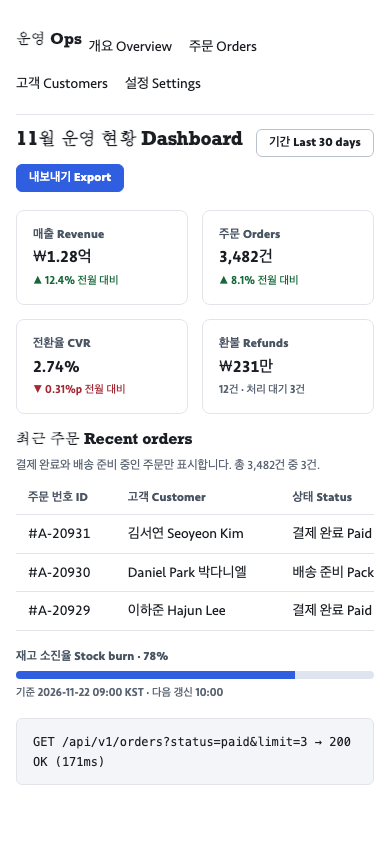 운영 Ops 개요 Overview 주문 Orders
고객 Customers 설정 Settings
11월 운영 현황 Dashboard
기간 Last 30 days
내보내기 Export
매출 Revenue
₩1.28억
▲ 12.4% 전월 대비
주문 Orders
3,482건
▲ 8.1% 전월 대비
전환율 CVR
2.74%
▼ 0.31%p 전월 대비
환불 Refunds
₩231만
12건 · 처리 대기 3건
최근 주문 Recent orders
결제 완료와 배송 준비 중인 주문만 표시합니다. 총 3,482건 중 3건.
주문 번호 ID 고객 Customer 상태 Status
#A-20931 김서연 Seoyeon Kim 결제 완료 Paid
#A-20930 Daniel Park 박다니엘 배송 준비 Pack
#A-20929 이하준 Hajun Lee 결제 완료 Paid
재고 소진율 Stock burn · 78%
기준 2026-11-22 09:00 KST · 다음 갱신 10:00
GET /api/v1/orders?status=paid&limit=3 → 200
OK (171ms)